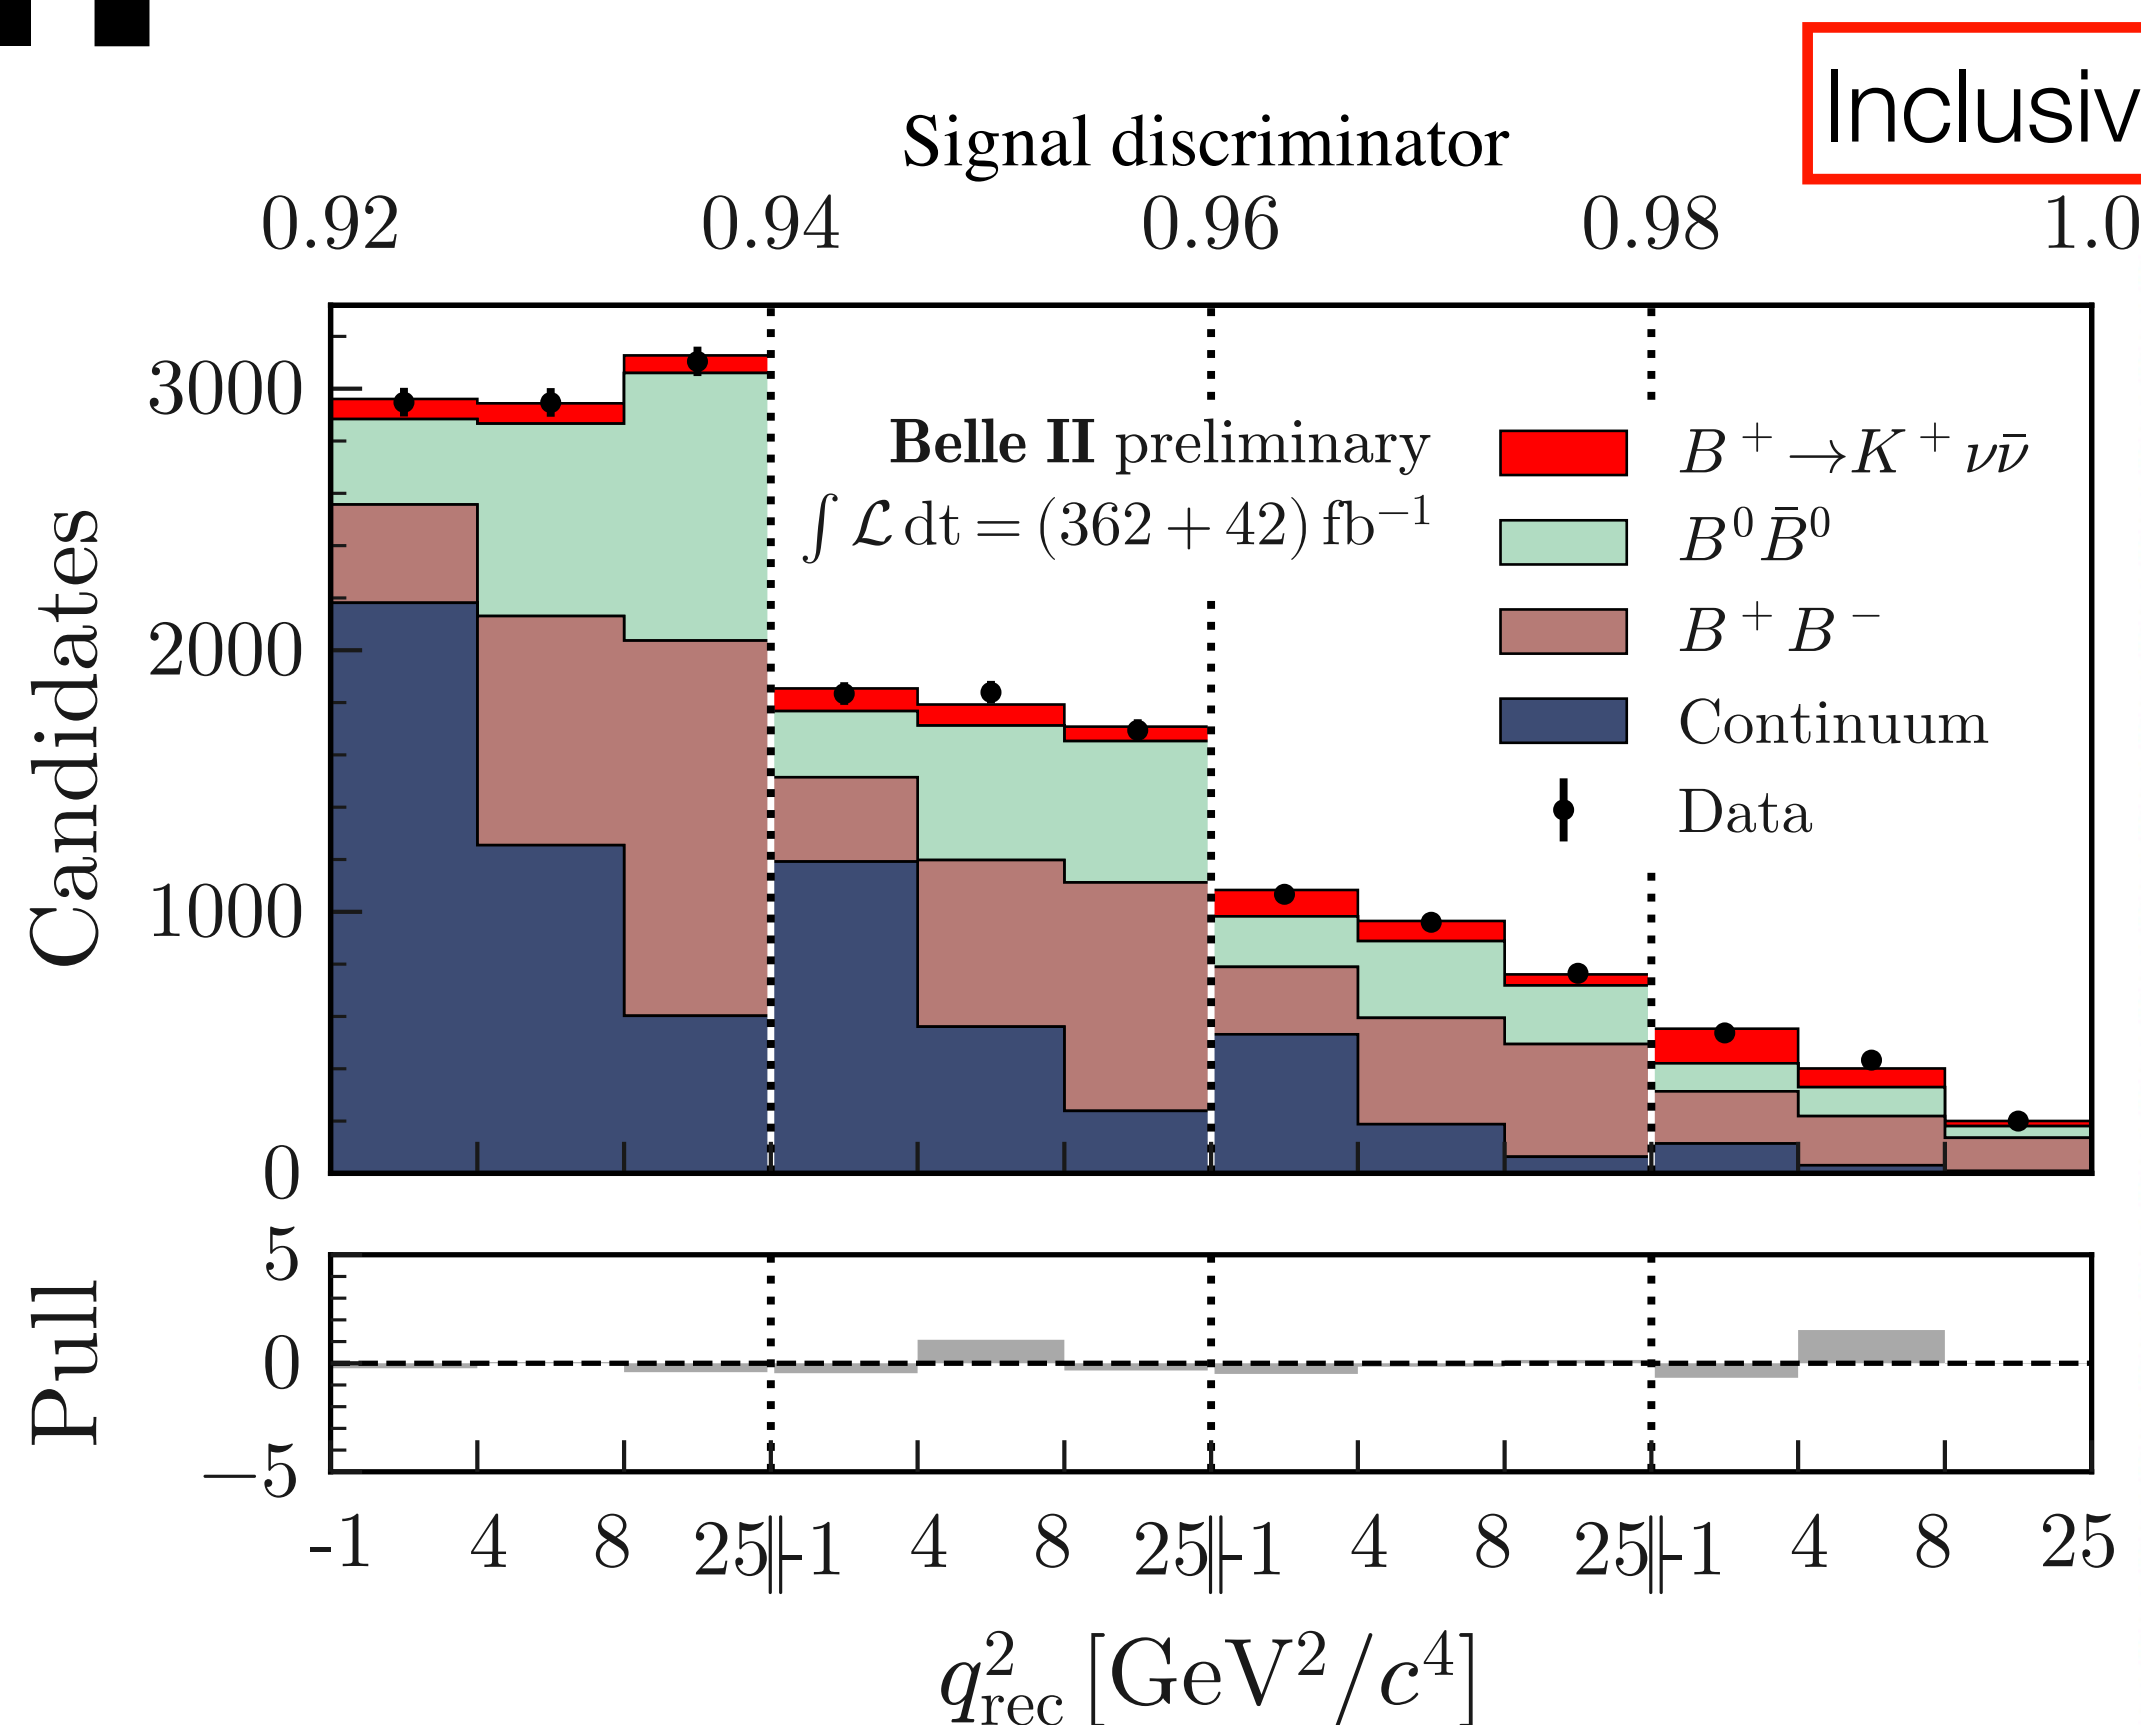 Inclusiv
Signal discriminator
0.92 0.94 0.96 0.98 1.0
Candidates
3000
2000
1000
0
Belle II preliminary
∫ ℒ dt = (362 + 42) fb⁻¹
B⁺→K⁺νν̄
B⁰B̄⁰
B⁺B⁻
Continuum
Data
Pull
5
0
−5
-1 4 8 25||-1 4 8 25||-1 4 8 25||-1 4 8 25
q²rec [GeV²/c⁴]